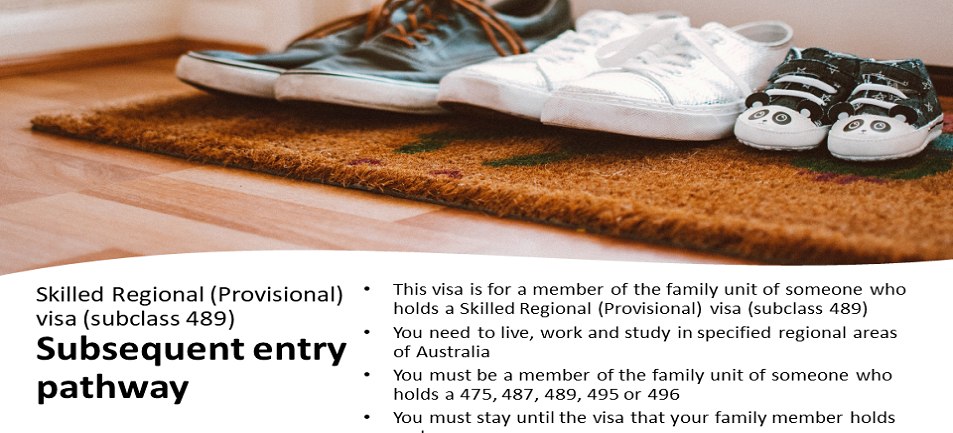 Skilled Regional (Provisional)
visa (subclass 489)
Subsequent entry
pathway
• This visa is for a member of the family unit of someone who
holds a Skilled Regional (Provisional) visa (subclass 489)
• You need to live, work and study in specified regional areas
of Australia
• You must be a member of the family unit of someone who
holds a 475, 487, 489, 495 or 496
• You must stay until the visa that your family member holds